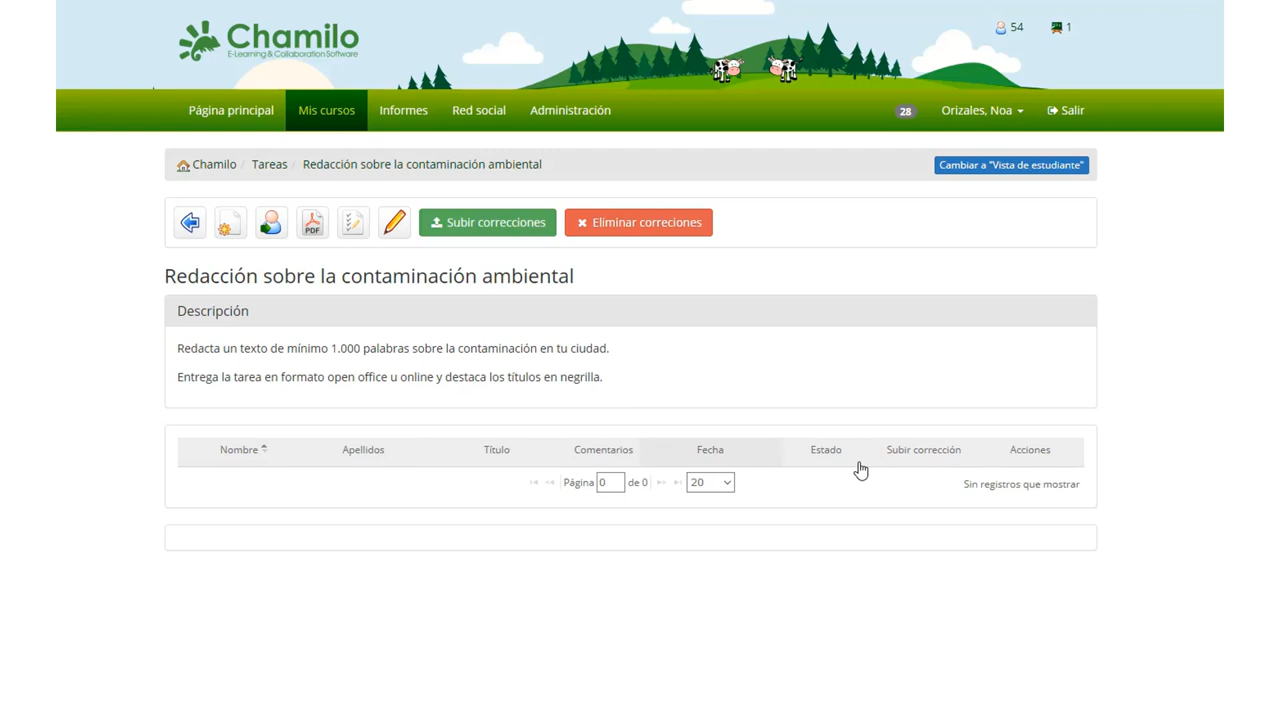 Chamilo
E-Learning & Collaboration Software
54 1
Página principal Mis cursos Informes Red social Administración 28 Orizales, Noa Salir
Chamilo / Tareas / Redacción sobre la contaminación ambiental Cambiar a "Vista de estudiante"
PDF Subir correcciones Eliminar correciones
Redacción sobre la contaminación ambiental
Descripción
Redacta un texto de mínimo 1.000 palabras sobre la contaminación en tu ciudad.
Entrega la tarea en formato open office u online y destaca los títulos en negrilla.
Nombre Apellidos Título Comentarios Fecha Estado Subir corrección Acciones
Página 0 de 0 20 Sin registros que mostrar